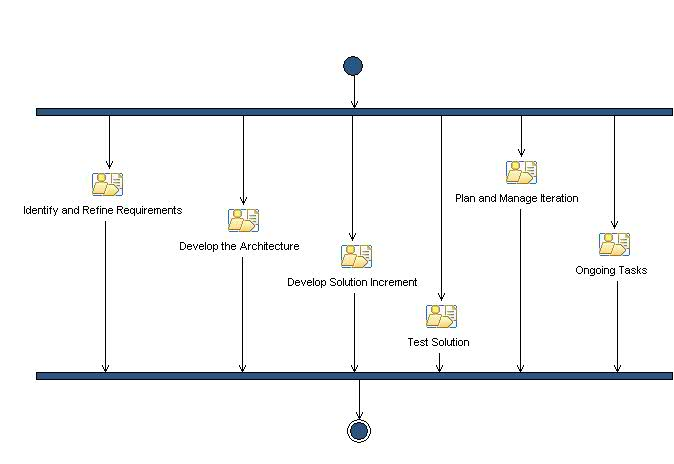 Identify and Refine Requirements
Develop the Architecture
Develop Solution Increment
Test Solution
Plan and Manage Iteration
Ongoing Tasks